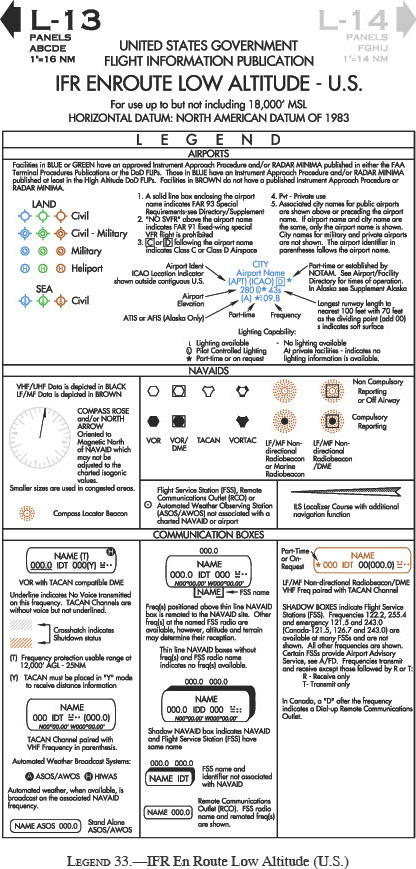 L-13
PANELS
ABCDE
1"=16 NM
L-14
PANELS
FGHIJ
1"=14 NM
UNITED STATES GOVERNMENT
FLIGHT INFORMATION PUBLICATION
IFR ENROUTE LOW ALTITUDE - U.S.
For use up to but not including 18,000' MSL
HORIZONTAL DATUM: NORTH AMERICAN DATUM OF 1983
LEGEND
AIRPORTS
Facilities in BLUE or GREEN have an approved Instrument Approach Procedure and/or RADAR MINIMA published in either the FAA
Terminal Procedures Publications or the DoD FLIPs. Those in BLUE have an Instrument Approach Procedure and/or RADAR MINIMA
published at least in the High Altitude DoD FLIPs. Facilities in BROWN do not have a published Instrument Approach Procedure or
RADAR MINIMA.
LAND
Civil
Civil - Military
Military
Heliport
SEA
Civil
1. A solid line box enclosing the airport
name indicates FAR 93 Special
Requirements-see Directory/Supplement
2. "NO SVFR" above the airport name
indicates FAR 91 fixed-wing special
VFR flight is prohibited
3. C or D following the airport name
indicates Class C or Class D Airspace
4. Pvt - Private use
5. Associated city names for public airports
are shown above or preceding the airport
name. If airport name and city name are
the same, only the airport name is shown.
City names for military and private airports
are not shown. The airport identifier in
parentheses follows the airport name.
Airport Ident
ICAO Location Indicator
shown outside contiguous U.S.
Airport
Elevation
ATIS or AFIS (Alaska Only)
CITY
Airport Name
(APT) (ICAO) D ★
280 L ★ 43s
(A) ★109.8
Part-time
Frequency
Part-time or established by
NOTAM. See Airport/Facility
Directory for times of operation.
In Alaska see Supplement Alaska
Longest runway length to
nearest 100 feet with 70 feet
as the dividing point (add 00)
s indicates soft surface
Lighting Capability:
L Lighting available
L Pilot Controlled Lighting
★ Part-time or on request
- No lighting available
At private facilities - indicates no
lighting information is available.
NAVAIDS
VHF/UHF Data is depicted in BLACK
LF/MF Data is depicted in BROWN
COMPASS ROSE
and/or NORTH
ARROW
Oriented to
Magnetic North
of NAVAID which
may not be
adjusted to the
charted isogonic
values.
Smaller sizes are used in congested areas.
Compass Locator Beacon
Non Compulsory
Reporting
or Off Airway
Compulsory
Reporting
VOR
VOR/
DME
TACAN
VORTAC
LF/MF Non-
directional
Radiobeacon
or Marine
Radiobeacon
LF/MF Non-
directional
Radiobeacon
/DME
Flight Service Station (FSS), Remote
Communications Outlet (RCO) or
Automated Weather Observing Station
(ASOS/AWOS) not associated with a
charted NAVAID or airport
ILS Localizer Course with additional
navigation function
COMMUNICATION BOXES
H
NAME (T)
000.0 IDT 000(Y)
VOR with TACAN compatible DME
Underline indicates No Voice transmitted
on this frequency. TACAN Channels are
without voice but not underlined.
Crosshatch indicates
Shutdown status
(T) Frequency protection usable range at
12,000' AGL - 25NM
(Y) TACAN must be placed in "Y" mode
to receive distance information
NAME
000 IDT (000.0)
N00°00.00' W000°00.00'
TACAN Channel paired with
VHF Frequency in parenthesis.
Automated Weather Broadcast Systems:
A ASOS/AWOS H HIWAS
Automated weather, when available, is
broadcast on the associated NAVAID
frequency.
NAME ASOS 000.0
Stand Alone
ASOS/AWOS
000.0
NAME
000.0 IDT 000
N00°00.00' W000°00.00'
NAME
FSS name
Freq(s) positioned above thin line NAVAID
box is remoted to the NAVAID site. Other
freq(s) at the named FSS radio are
available, however, altitude and terrain
may determine their reception.
Thin line NAVAID boxes without
freq(s) and FSS radio name
indicates no freq(s) available.
000.0 000.0
NAME
000.0 IDD 000
N00°00.00' W000°00.00'
Shadow NAVAID box indicates NAVAID
and Flight Service Station (FSS) have
same name
000.0 000.0
NAME IDT
FSS name and
identifier not associated
with NAVAID
NAME 000.0
Remote Communications
Outlet (RCO). FSS radio
name and remoted freq(s)
are shown.
Part-Time
or On-
Request
NAME
★ 000 IDT 00(000.0)
LF/MF Non-directional Radiobeacon/DME
VHF Freq paired with TACAN Channel
SHADOW BOXES indicate Flight Service
Stations (FSS). Frequencies 122.2, 255.4
and emergency 121.5 and 243.0
(Canada-121.5, 126.7 and 243.0) are
available at many FSSs and are not
shown. All other frequencies are shown.
Certain FSSs provide Airport Advisory
Service, see A/FD. Frequencies transmit
and receive except those followed by R or T:
R - Receive only
T- Transmit only
In Canada, a "D" after the frequency
indicates a Dial-up Remote Communications
Outlet.
LEGEND 33.—IFR En Route Low Altitude (U.S.)